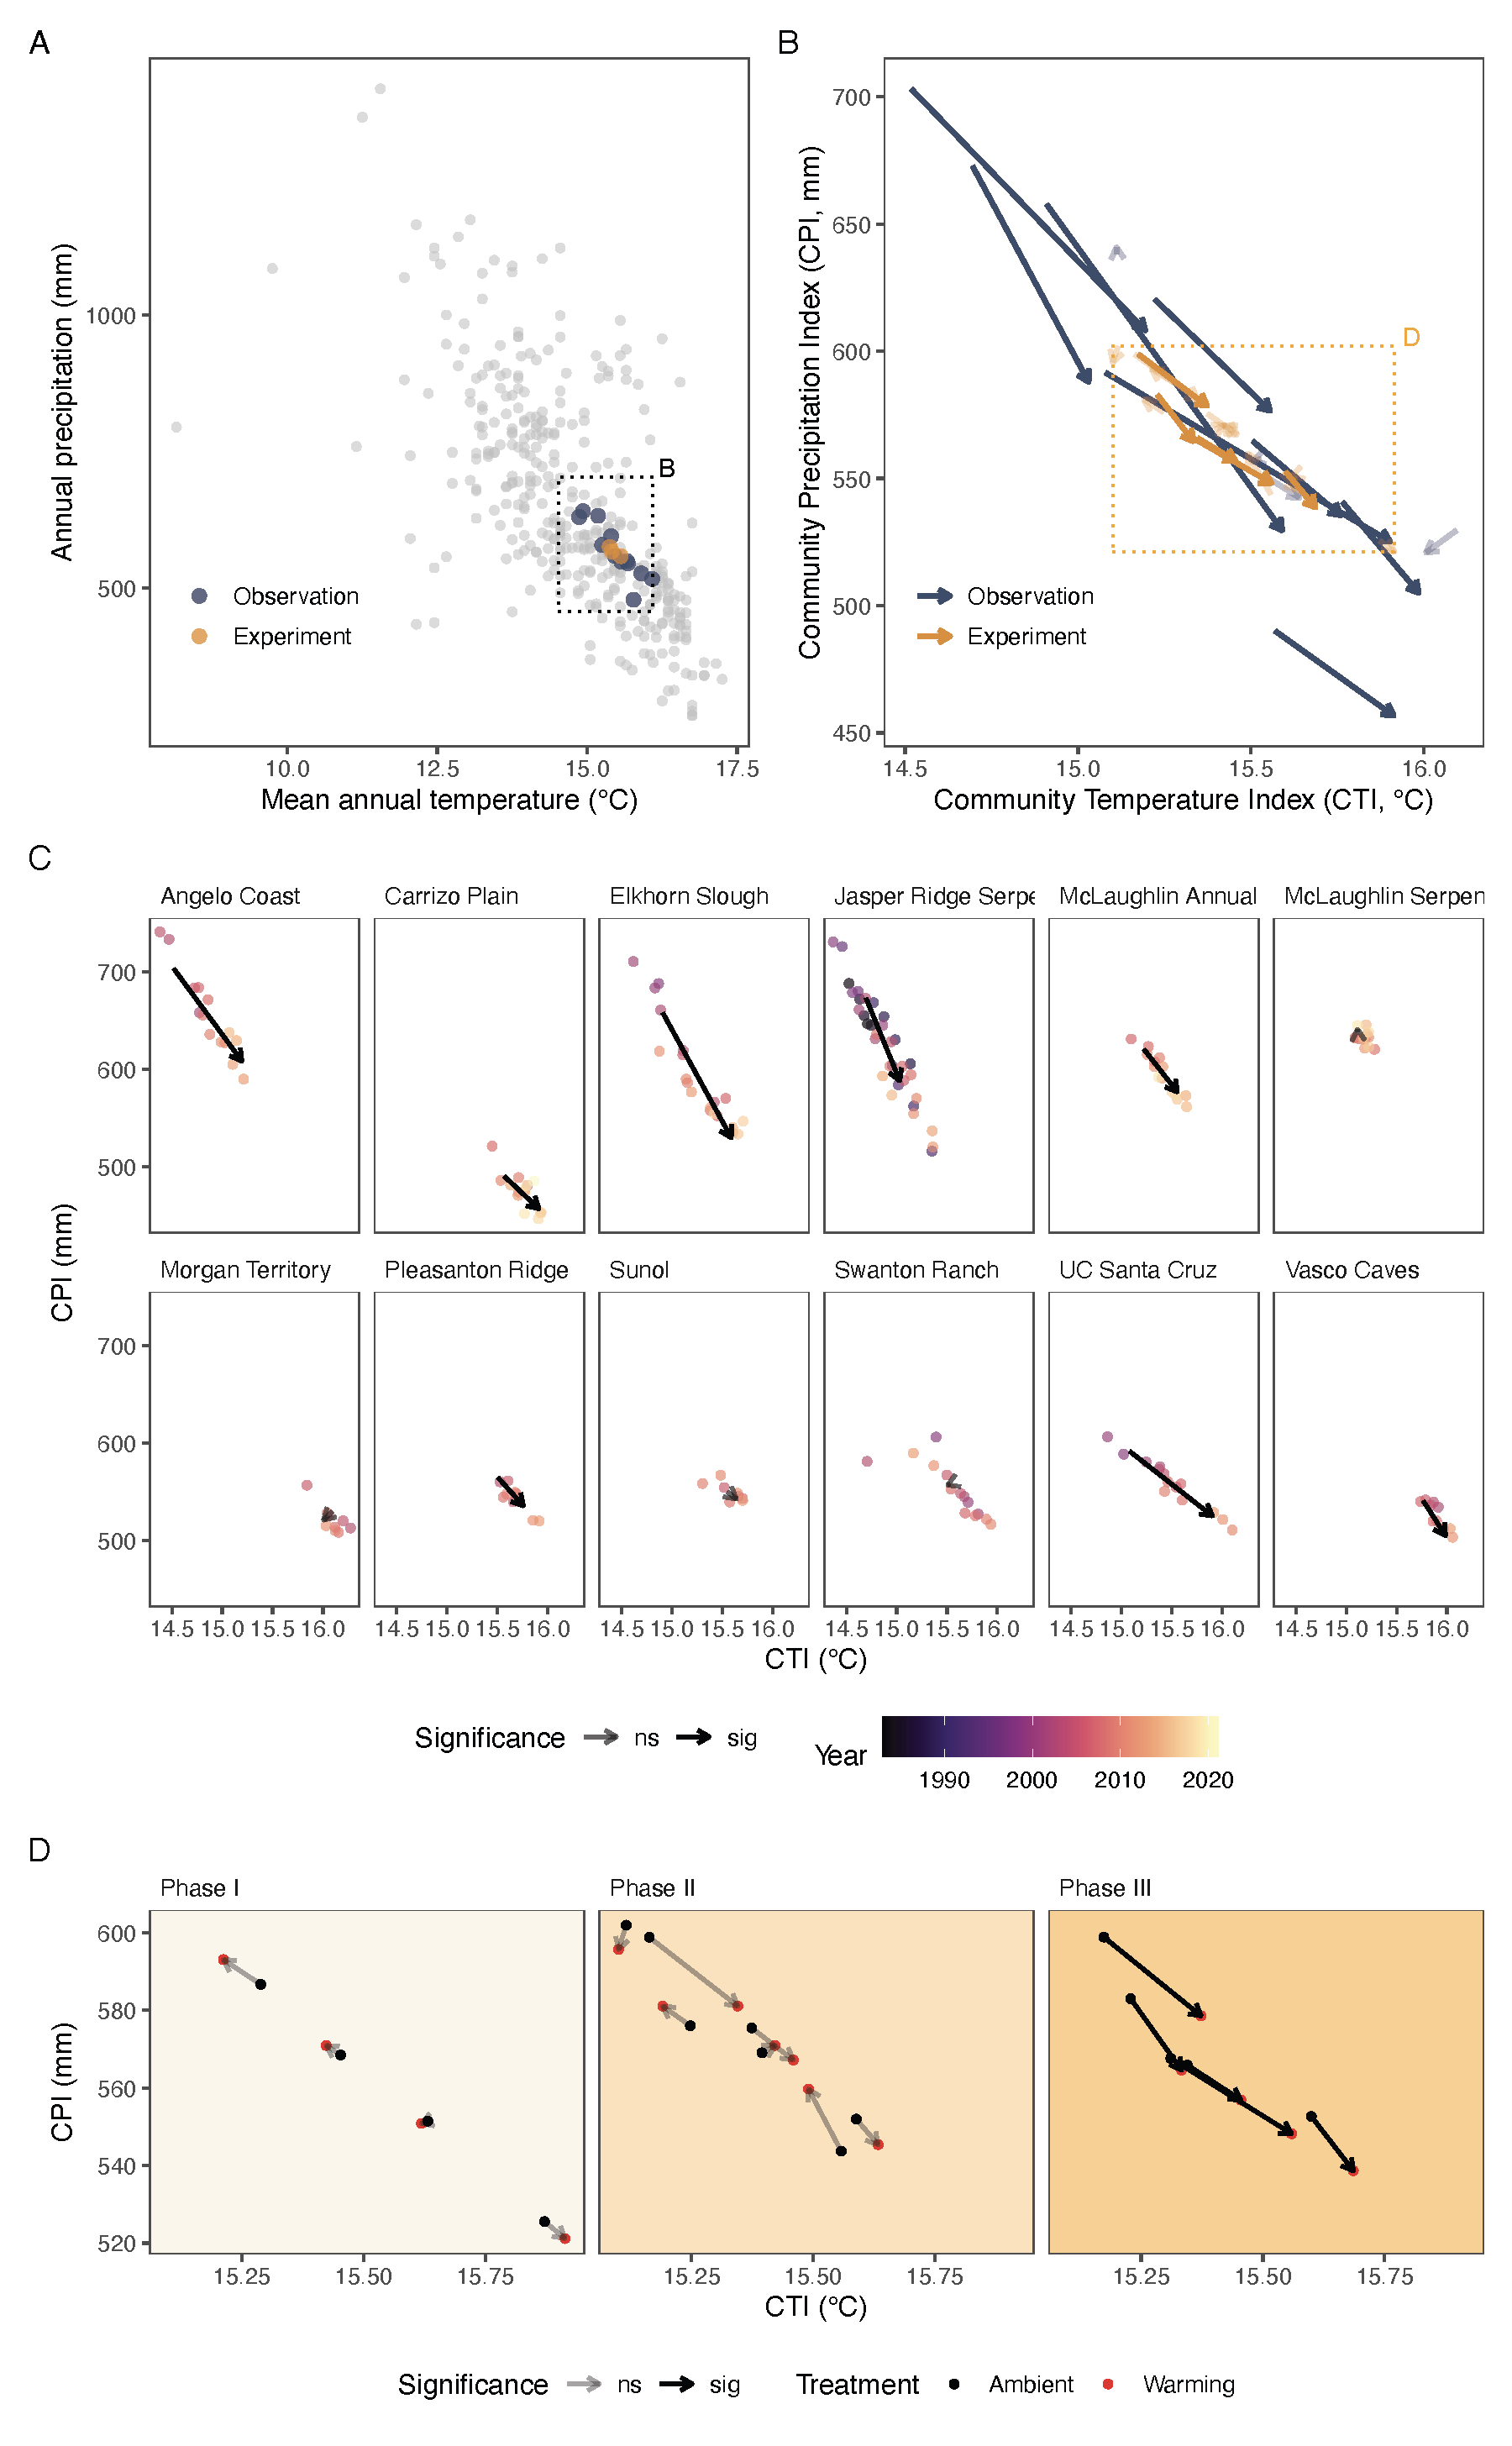 A
Annual precipitation (mm)
1000
500
B
Observation
Experiment
10.0 12.5 15.0 17.5
Mean annual temperature (°C)
B
Community Precipitation Index (CPI, mm)
700
650
600
550
500
450
D
Observation
Experiment
14.5 15.0 15.5 16.0
Community Temperature Index (CTI, °C)
C
Angelo Coast Carrizo Plain Elkhorn Slough Jasper Ridge Serpe McLaughlin Annual McLaughlin Serpen
700
600
500
CPI (mm)
Morgan Territory Pleasanton Ridge Sunol Swanton Ranch UC Santa Cruz Vasco Caves
700
600
500
14.5 15.0 15.5 16.0 14.5 15.0 15.5 16.0 14.5 15.0 15.5 16.0 14.5 15.0 15.5 16.0 14.5 15.0 15.5 16.0 14.5 15.0 15.5 16.0
CTI (°C)
Significance ns sig
Year
1990 2000 2010 2020
D
Phase I Phase II Phase III
CPI (mm)
600
580
560
540
520
15.25 15.50 15.75 15.25 15.50 15.75 15.25 15.50 15.75
CTI (°C)
Significance ns sig Treatment Ambient Warming